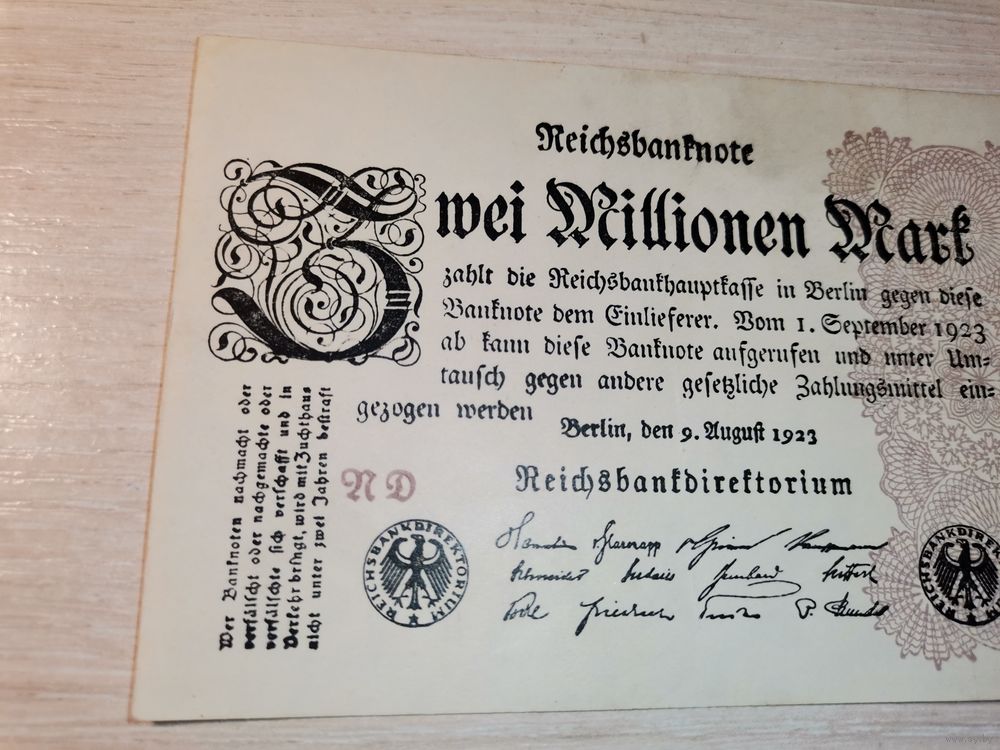 Reichsbanknote
Zwei Millionen Mark
zahlt die Reichsbankhauptkasse in Berlin gegen diese
Banknote dem Einlieferer. Vom 1. September 1923
ab kann diese Banknote aufgerufen und unter Um-
tausch gegen andere gesetzliche Zahlungsmittel ein-
gezogen werden
Berlin, den 9. August 1923
Reichsbankdirektorium
ND
Wer Banknoten nachmacht oder
verfälscht oder nachgemachte oder
verfälschte sich verschafft und in
Verkehr bringt, wird mit Zuchthaus
nicht unter zwei Jahren bestraft
REICHSBANKDIREKTORIUM
Schneider
Friedrich
REICHSBANKDIREKTORIUM